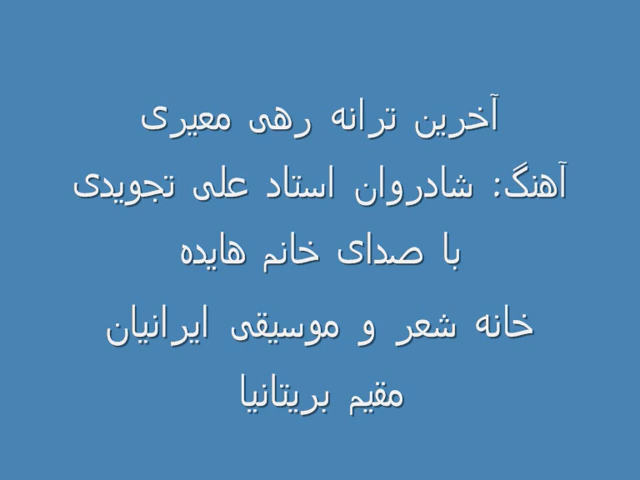 آخرین ترانه رهی معیری
آهنگ: شادروان استاد علی تجویدی
با صدای خانم هایده
خانه شعر و موسیقی ایرانیان
مقیم بریتانیا